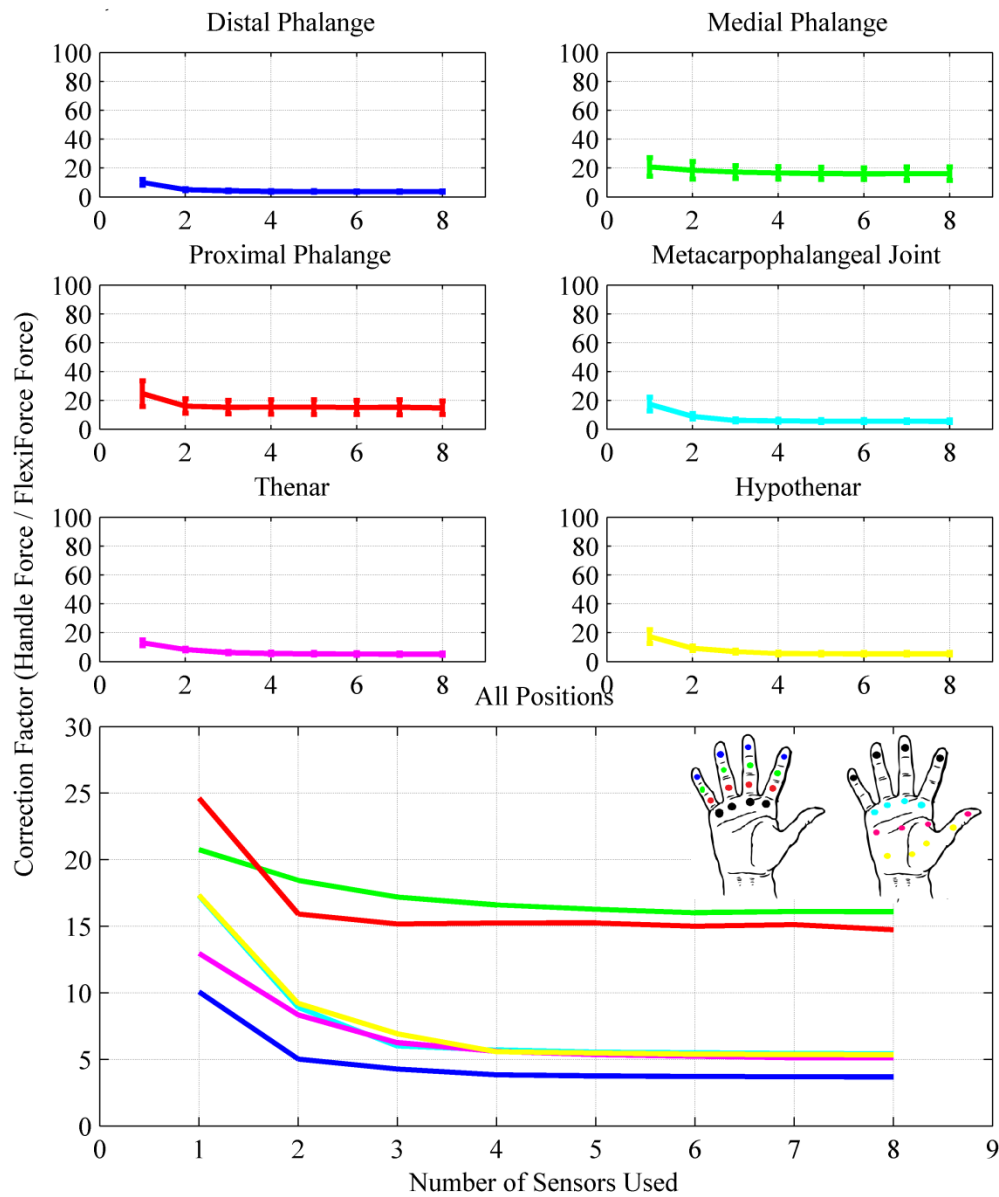 Distal Phalange
Medial Phalange
100
80
60
40
20
0
0 2 4 6 8
100
80
60
40
20
0
0 2 4 6 8
Proximal Phalange
Metacarpophalangeal Joint
100
80
60
40
20
0
0 2 4 6 8
100
80
60
40
20
0
0 2 4 6 8
Thenar
Hypothenar
100
80
60
40
20
0
0 2 4 6 8
100
80
60
40
20
0
0 2 4 6 8
All Positions
30
25
20
15
10
5
0
0 1 2 3 4 5 6 7 8 9
Number of Sensors Used
Correction Factor (Handle Force / FlexiForce Force)